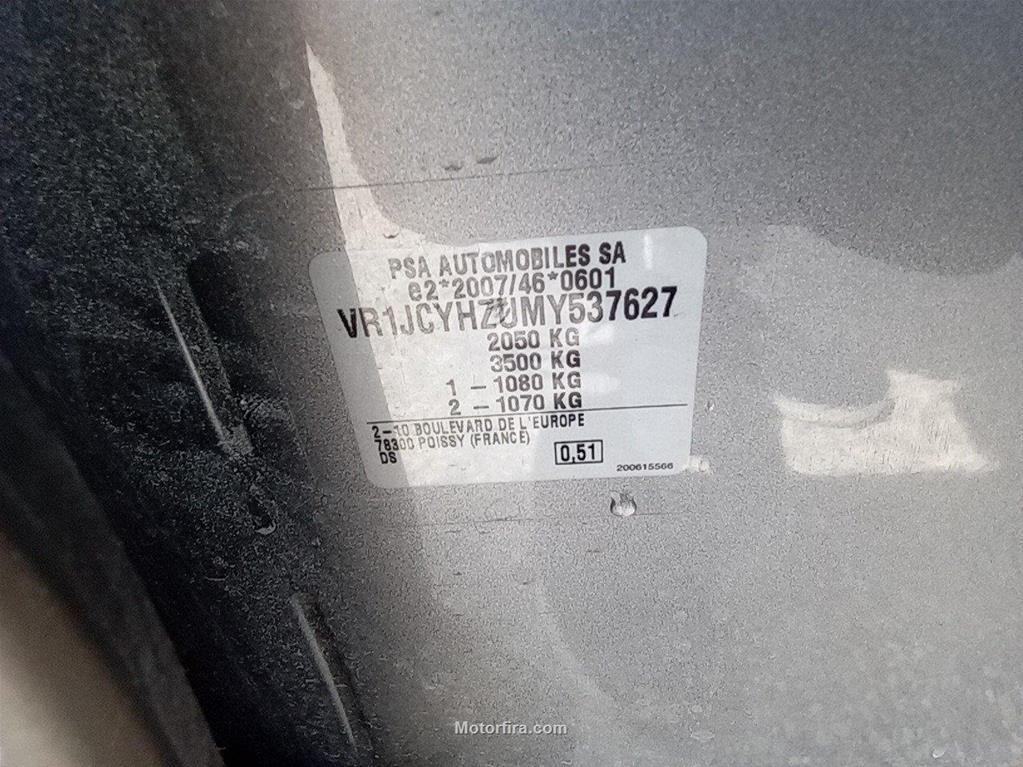 PSA AUTOMOBILES SA
e2*2007/46*0601
VR1JCYHZUMY537627
2050 KG
3500 KG
1 – 1080 KG
2 – 1070 KG
2–10 BOULEVARD DE L'EUROPE
78300 POISSY (FRANCE)
DS
0,51
200615566
Motorfira.com